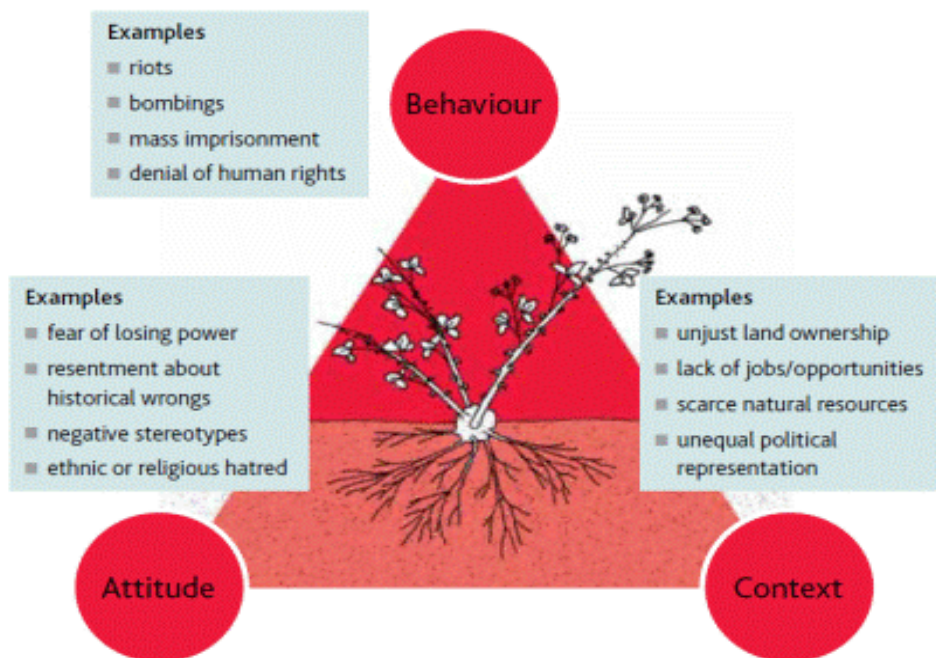 Examples
riots
bombings
mass imprisonment
denial of human rights
Behaviour
Examples
fear of losing power
resentment about
historical wrongs
negative stereotypes
ethnic or religious hatred
Examples
unjust land ownership
lack of jobs/opportunities
scarce natural resources
unequal political
representation
Attitude
Context